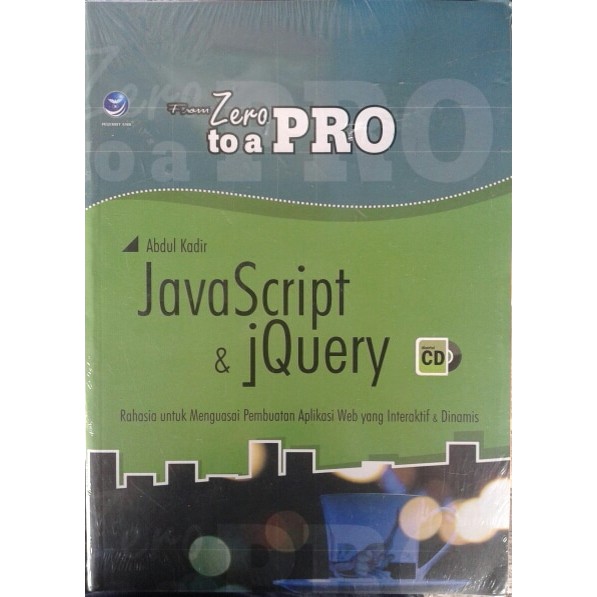 From Zero
to a PRO
Abdul Kadir
JavaScript
& jQuery
CD
Rahasia untuk Menguasai Pembuatan Aplikasi Web yang Interaktif & Dinamis